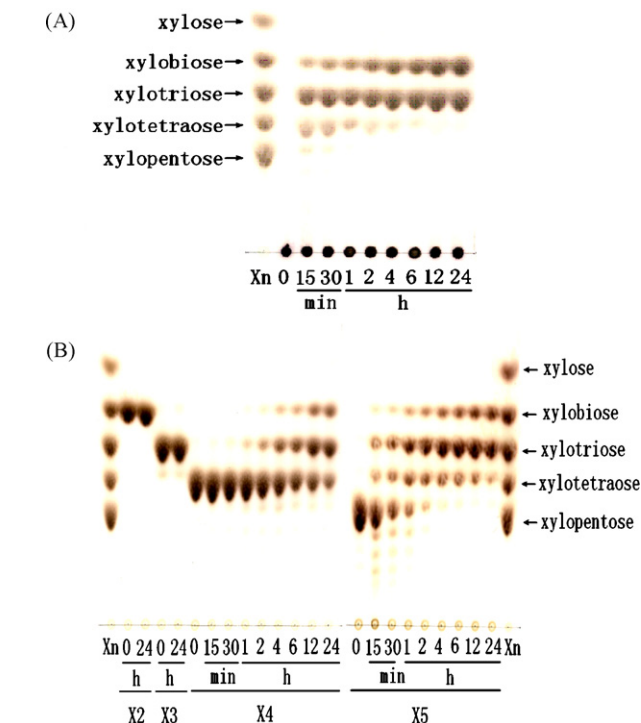 (A)
xylose→
xylobiose→
xylotriose→
xylotetraose→
xylopentose→
Xn 0 15 30 1 2 4 6 12 24
min h
(B)
← xylose
← xylobiose
← xylotriose
← xylotetraose
← xylopentose
Xn 0 24 0 24 0 15 30 1 2 4 6 12 24 0 15 30 1 2 4 6 12 24 Xn
h h min h min h
X2 X3 X4 X5